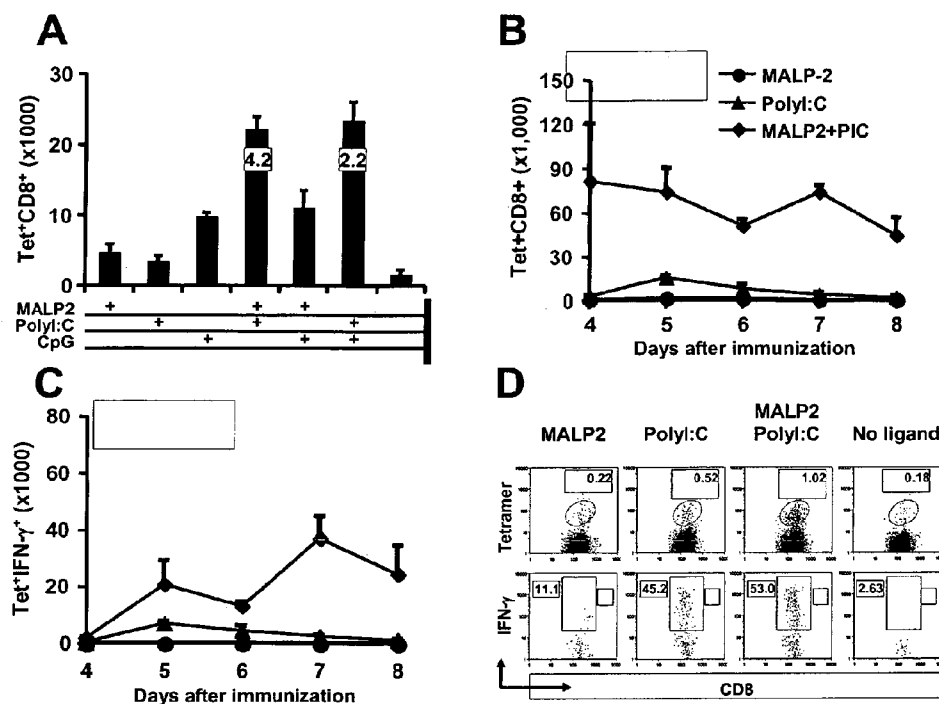 A
30
20
10
0
Tet⁺CD8⁺ (x1000)
4.2
2.2
MALP2 + + +
PolyI:C + + +
CpG + + +
B
150
120
90
60
30
0
Tet+CD8+ (x1,000)
MALP-2
PolyI:C
MALP2+PIC
4 5 6 7 8
Days after immunization
C
80
60
40
20
0
Tet⁺IFN-γ⁺ (x1000)
4 5 6 7 8
Days after immunization
D
MALP2
PolyI:C
MALP2
PolyI:C
No ligand
Tetramer
0.22
0.52
1.02
0.18
IFN-γ
11.1
45.2
53.0
2.63
CD8